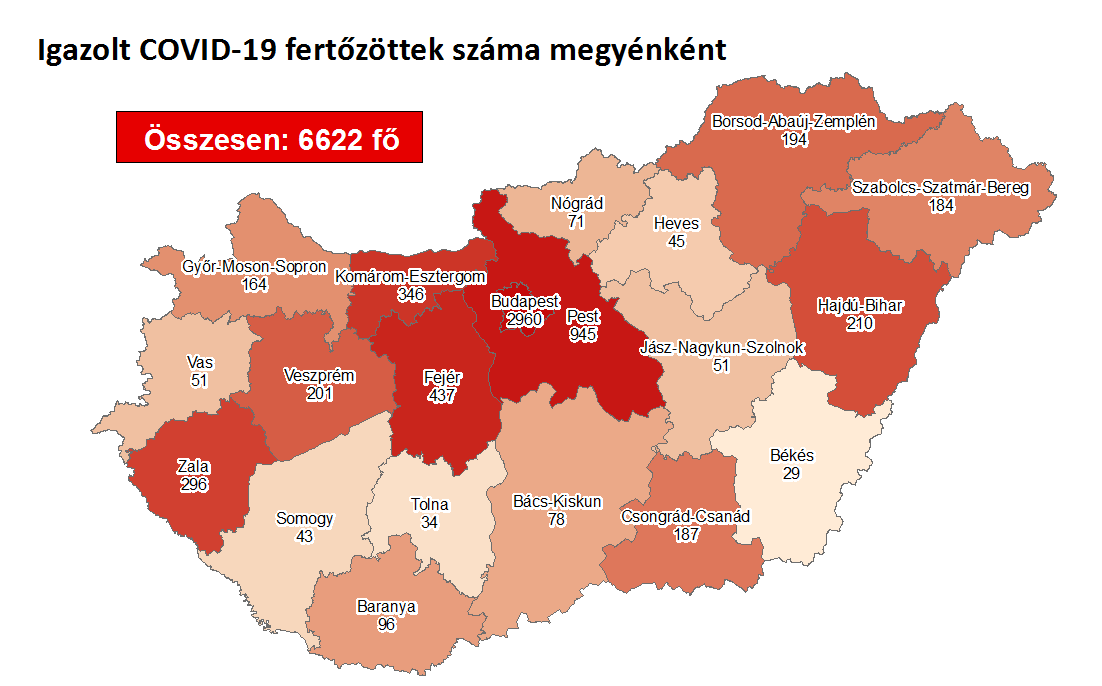 Igazolt COVID-19 fertőzöttek száma megyénként
Összesen: 6622 fő
Borsod-Abaúj-Zemplén
194
Szabolcs-Szatmár-Bereg
184
Nógrád
71
Heves
45
Győr-Moson-Sopron
164
Komárom-Esztergom
346
Budapest
2960
Pest
945
Hajdú-Bihar
210
Jász-Nagykun-Szolnok
51
Vas
51
Veszprém
201
Fejér
437
Zala
296
Békés
29
Somogy
43
Tolna
34
Bács-Kiskun
78
Csongrád-Csanád
187
Baranya
96